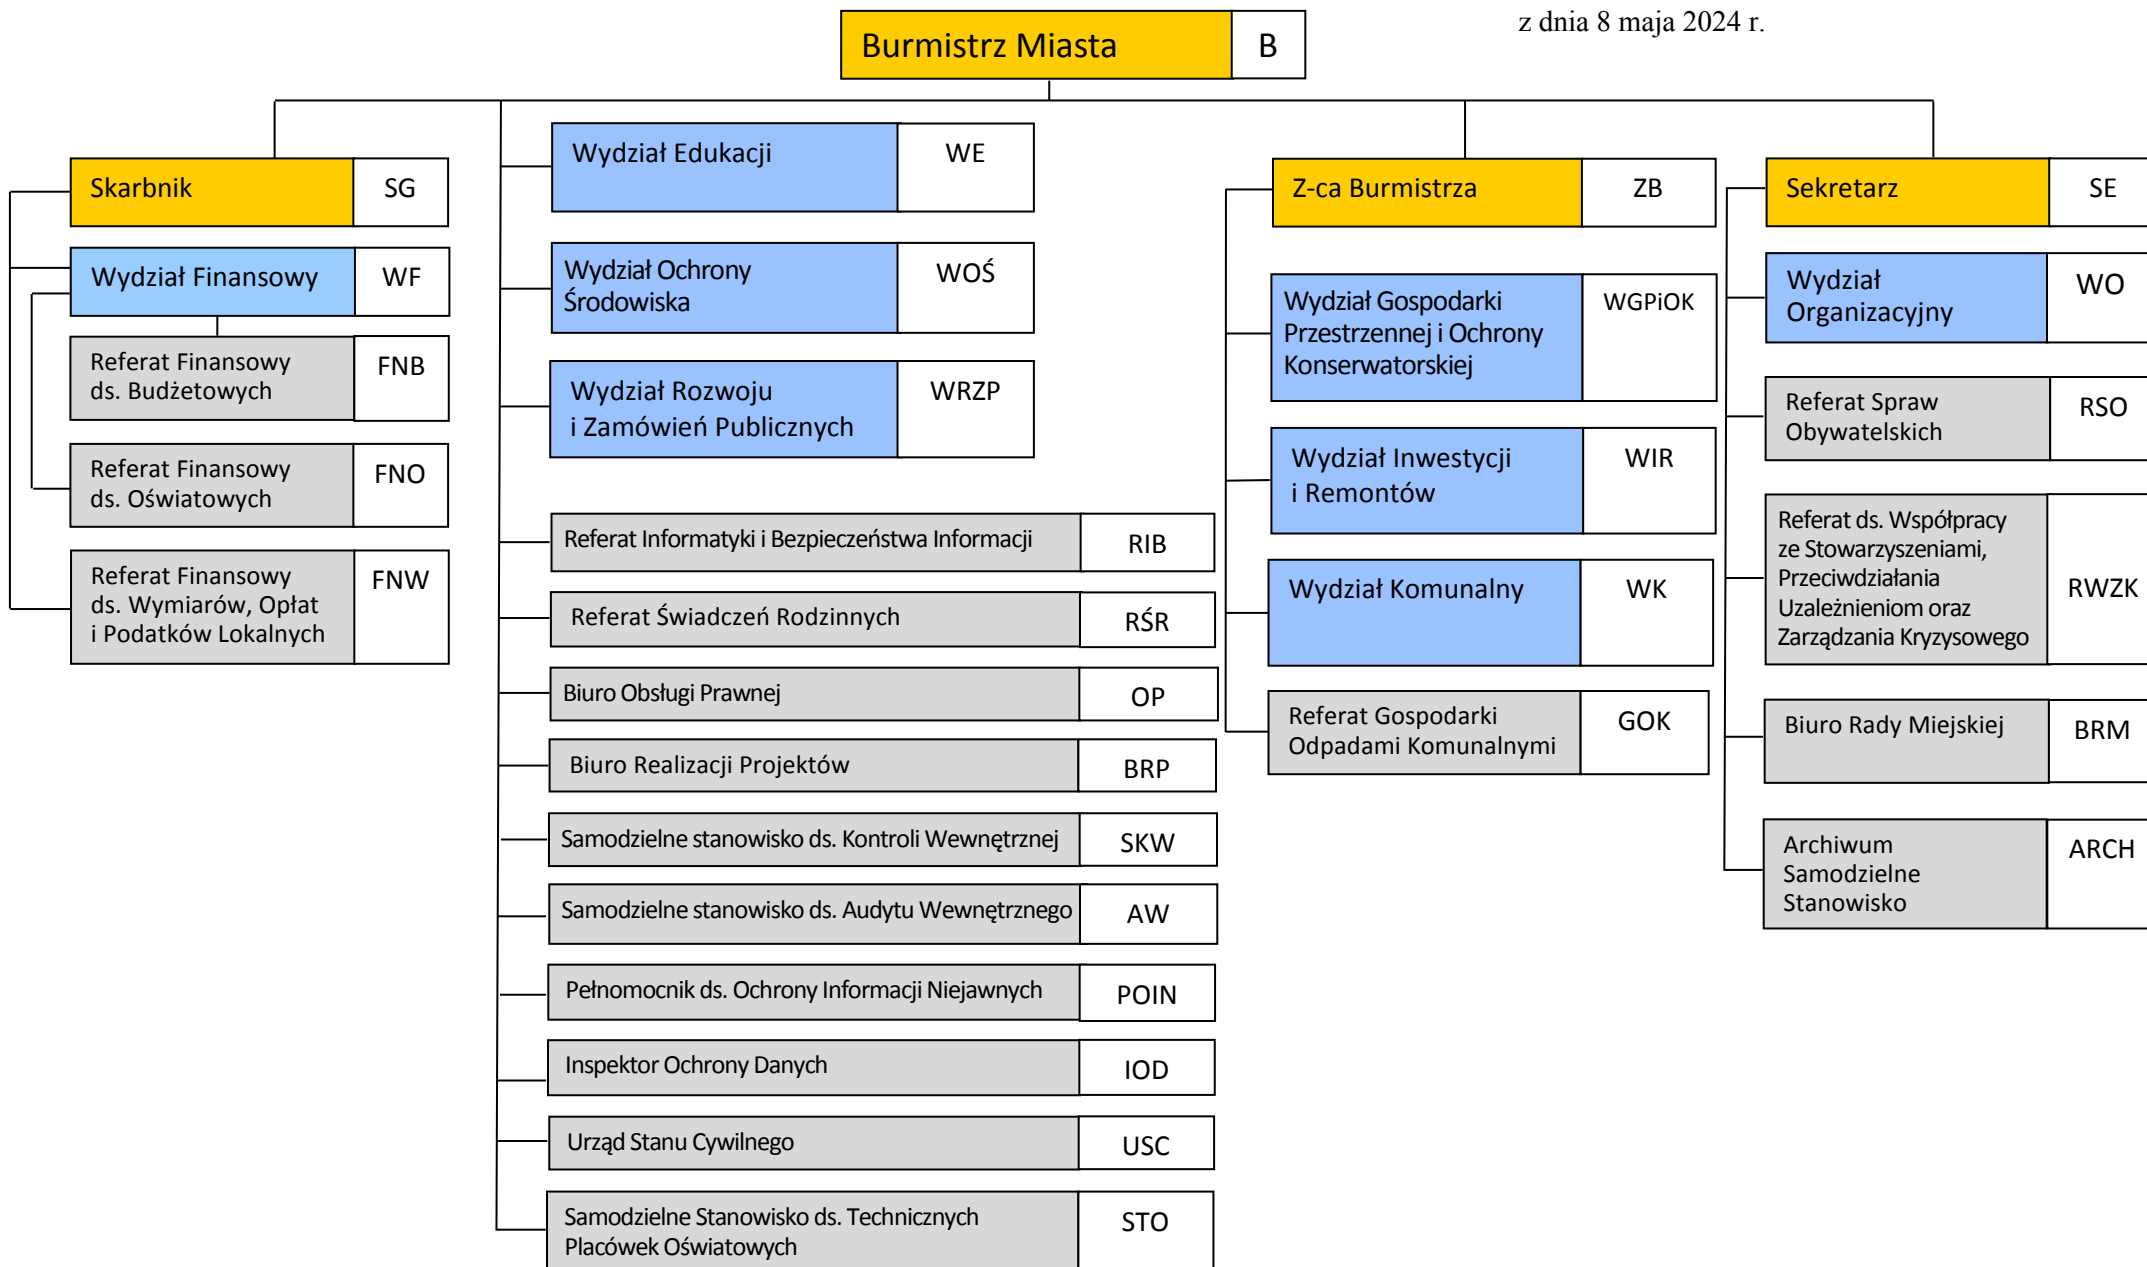 z dnia 8 maja 2024 r.
Burmistrz Miasta
B
Skarbnik
SG
Wydział Finansowy
WF
Referat Finansowy
ds. Budżetowych
FNB
Referat Finansowy
ds. Oświatowych
FNO
Referat Finansowy
ds. Wymiarów, Opłat
i Podatków Lokalnych
FNW
Wydział Edukacji
WE
Wydział Ochrony
Środowiska
WOŚ
Wydział Rozwoju
i Zamówień Publicznych
WRZP
Referat Informatyki i Bezpieczeństwa Informacji
RIB
Referat Świadczeń Rodzinnych
RŚR
Biuro Obsługi Prawnej
OP
Biuro Realizacji Projektów
BRP
Samodzielne stanowisko ds. Kontroli Wewnętrznej
SKW
Samodzielne stanowisko ds. Audytu Wewnętrznego
AW
Pełnomocnik ds. Ochrony Informacji Niejawnych
POIN
Inspektor Ochrony Danych
IOD
Urząd Stanu Cywilnego
USC
Samodzielne Stanowisko ds. Technicznych
Placówek Oświatowych
STO
Z-ca Burmistrza
ZB
Wydział Gospodarki
Przestrzennej i Ochrony
Konserwatorskiej
WGPiOK
Wydział Inwestycji
i Remontów
WIR
Wydział Komunalny
WK
Referat Gospodarki
Odpadami Komunalnymi
GOK
Sekretarz
SE
Wydział
Organizacyjny
WO
Referat Spraw
Obywatelskich
RSO
Referat ds. Współpracy
ze Stowarzyszeniami,
Przeciwdziałania
Uzależnieniom oraz
Zarządzania Kryzysowego
RWZK
Biuro Rady Miejskiej
BRM
Archiwum
Samodzielne
Stanowisko
ARCH